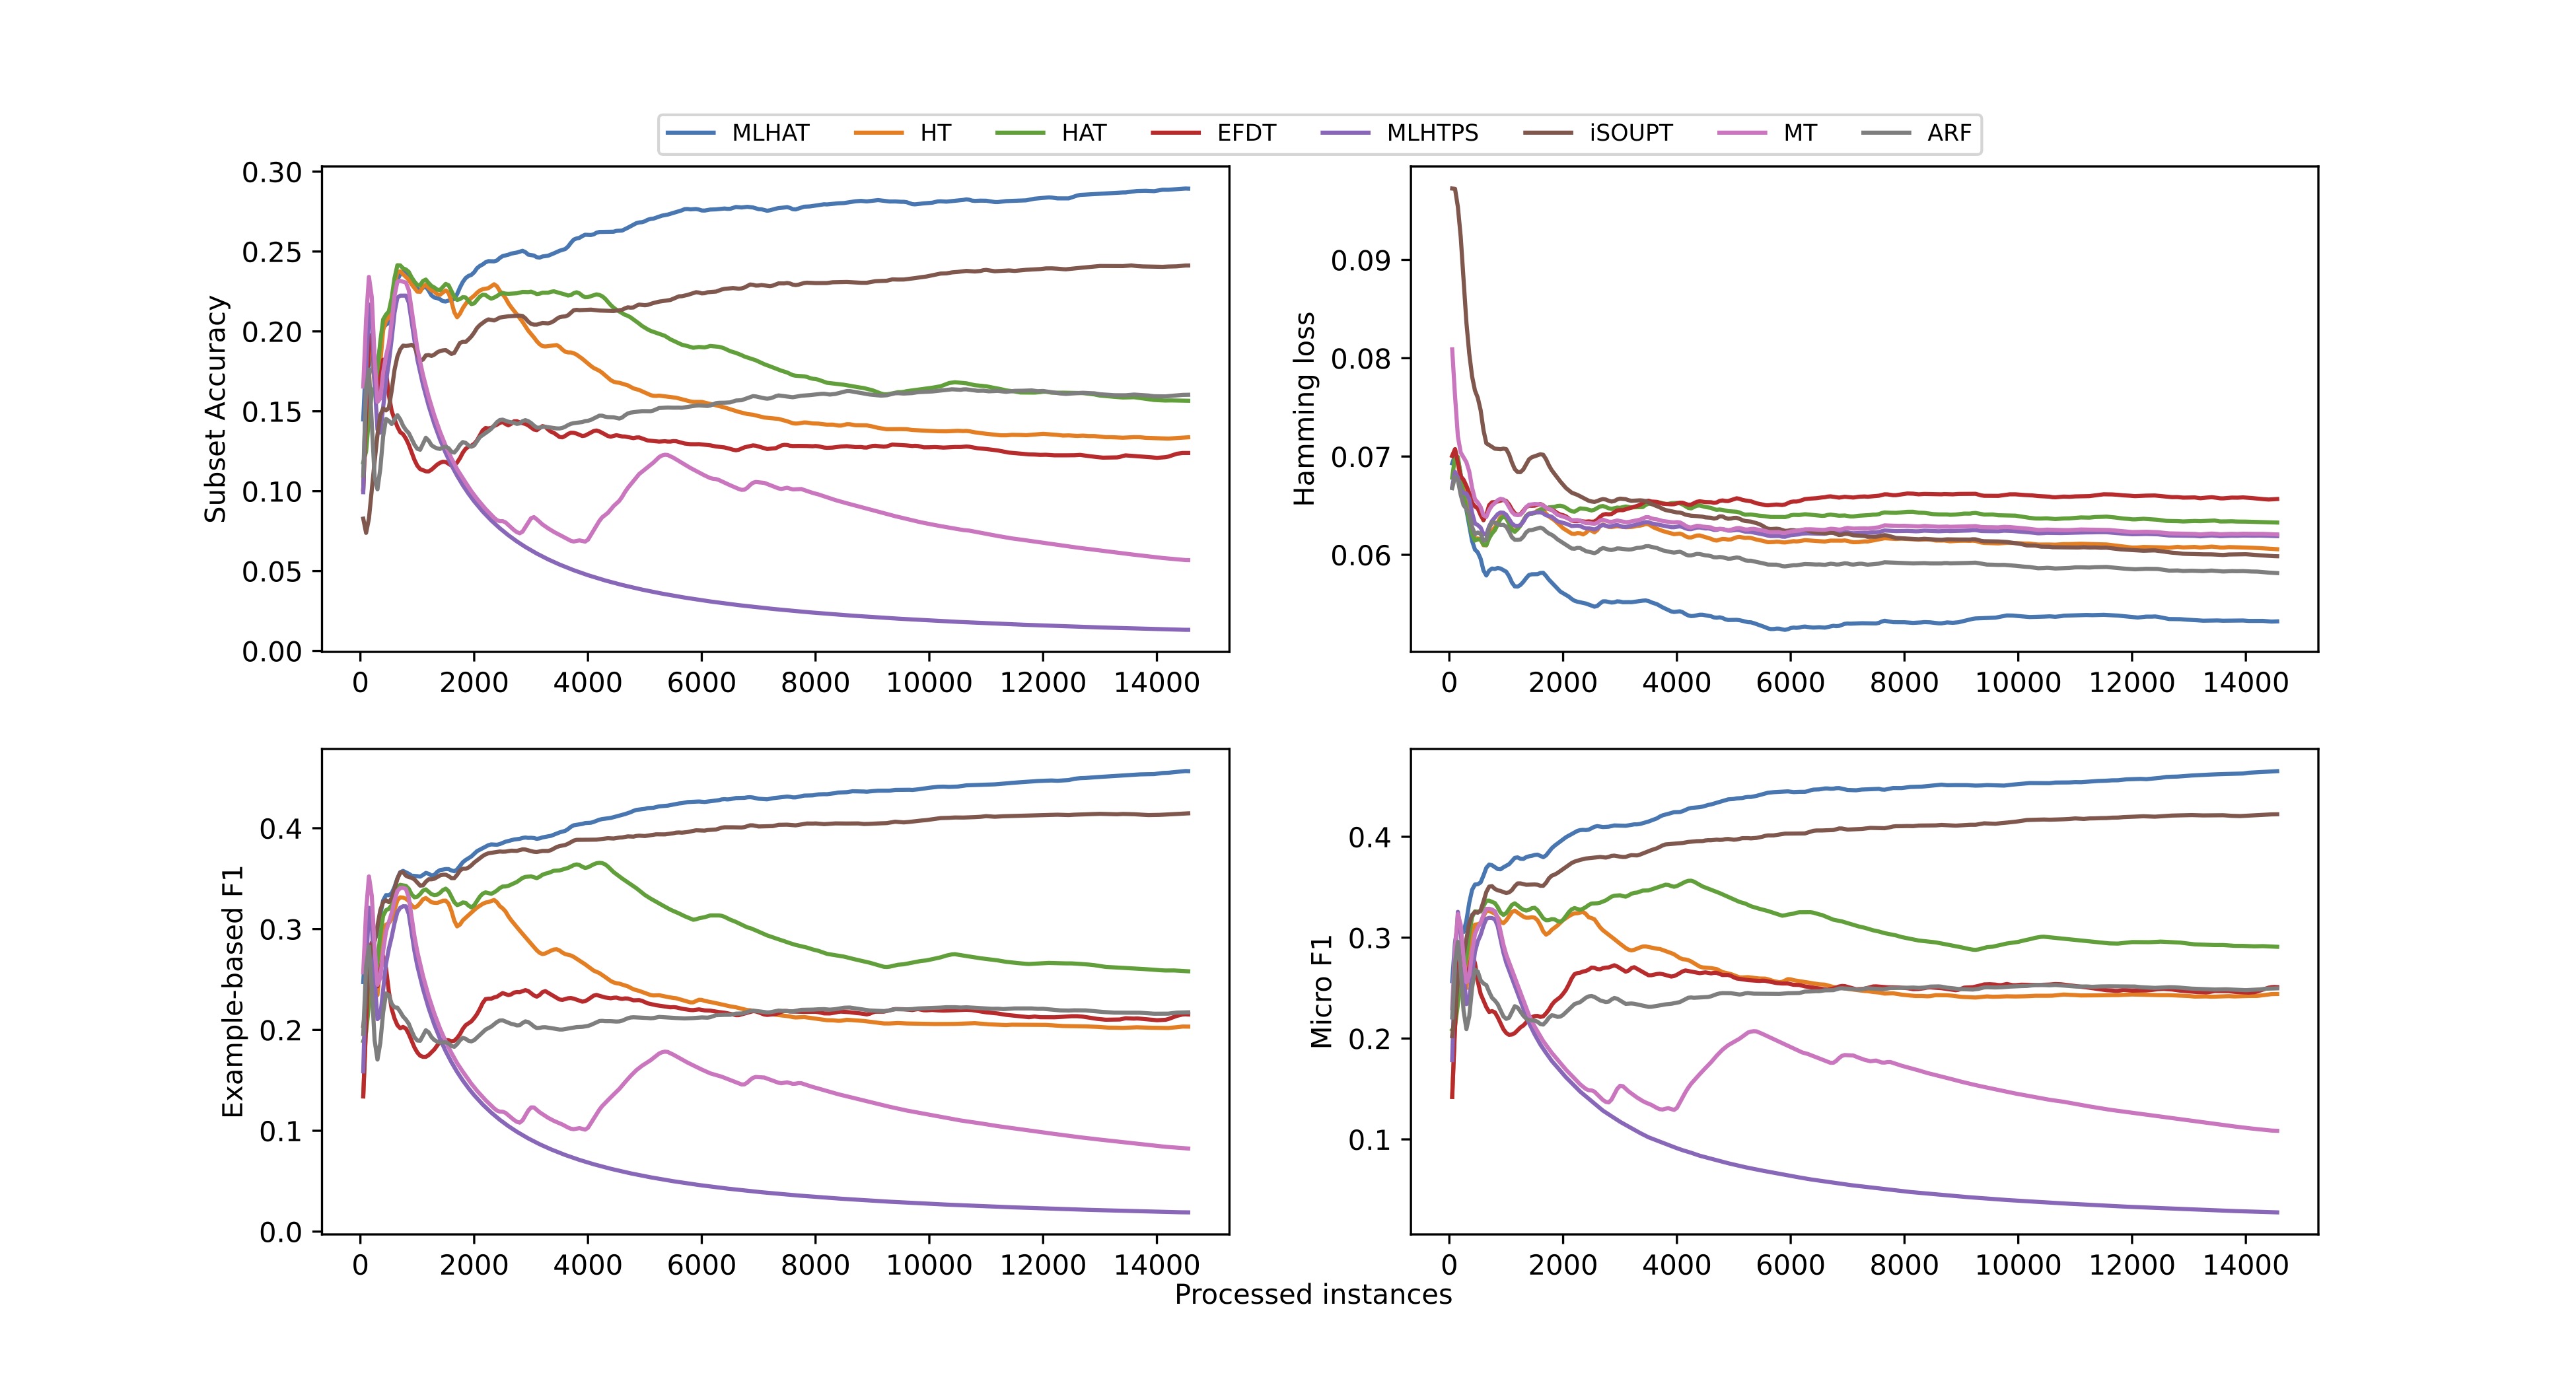 MLHAT HT HAT EFDT MLHTPS iSOUPT MT ARF
Subset Accuracy
0.30
0.25
0.20
0.15
0.10
0.05
0.00
0 2000 4000 6000 8000 10000 12000 14000
Hamming loss
0.09
0.08
0.07
0.06
0 2000 4000 6000 8000 10000 12000 14000
Example-based F1
0.4
0.3
0.2
0.1
0.0
0 2000 4000 6000 8000 10000 12000 14000
Micro F1
0.4
0.3
0.2
0.1
0 2000 4000 6000 8000 10000 12000 14000
Processed instances